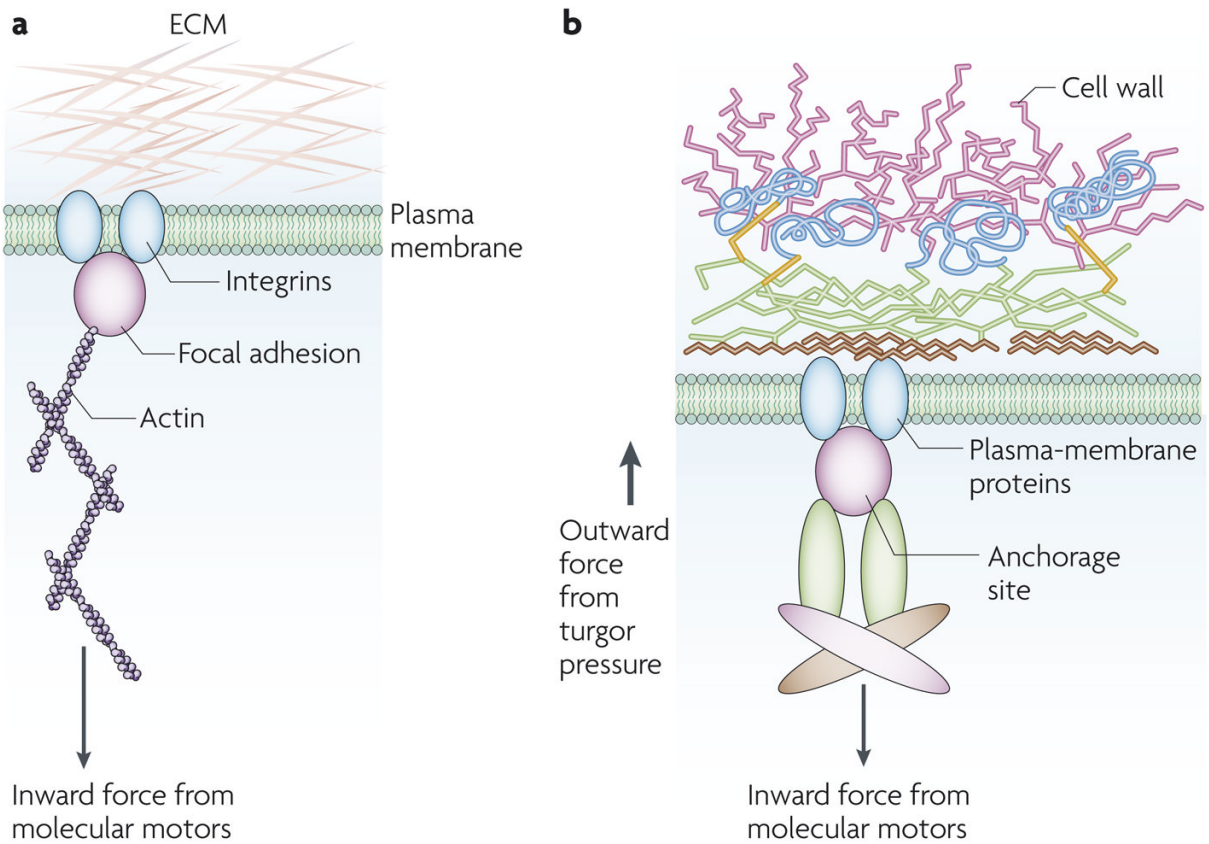 a
ECM
Plasma
membrane
Integrins
Focal adhesion
Actin
Inward force from
molecular motors
b
Cell wall
Plasma-membrane
proteins
Anchorage
site
Outward
force
from
turgor
pressure
Inward force from
molecular motors